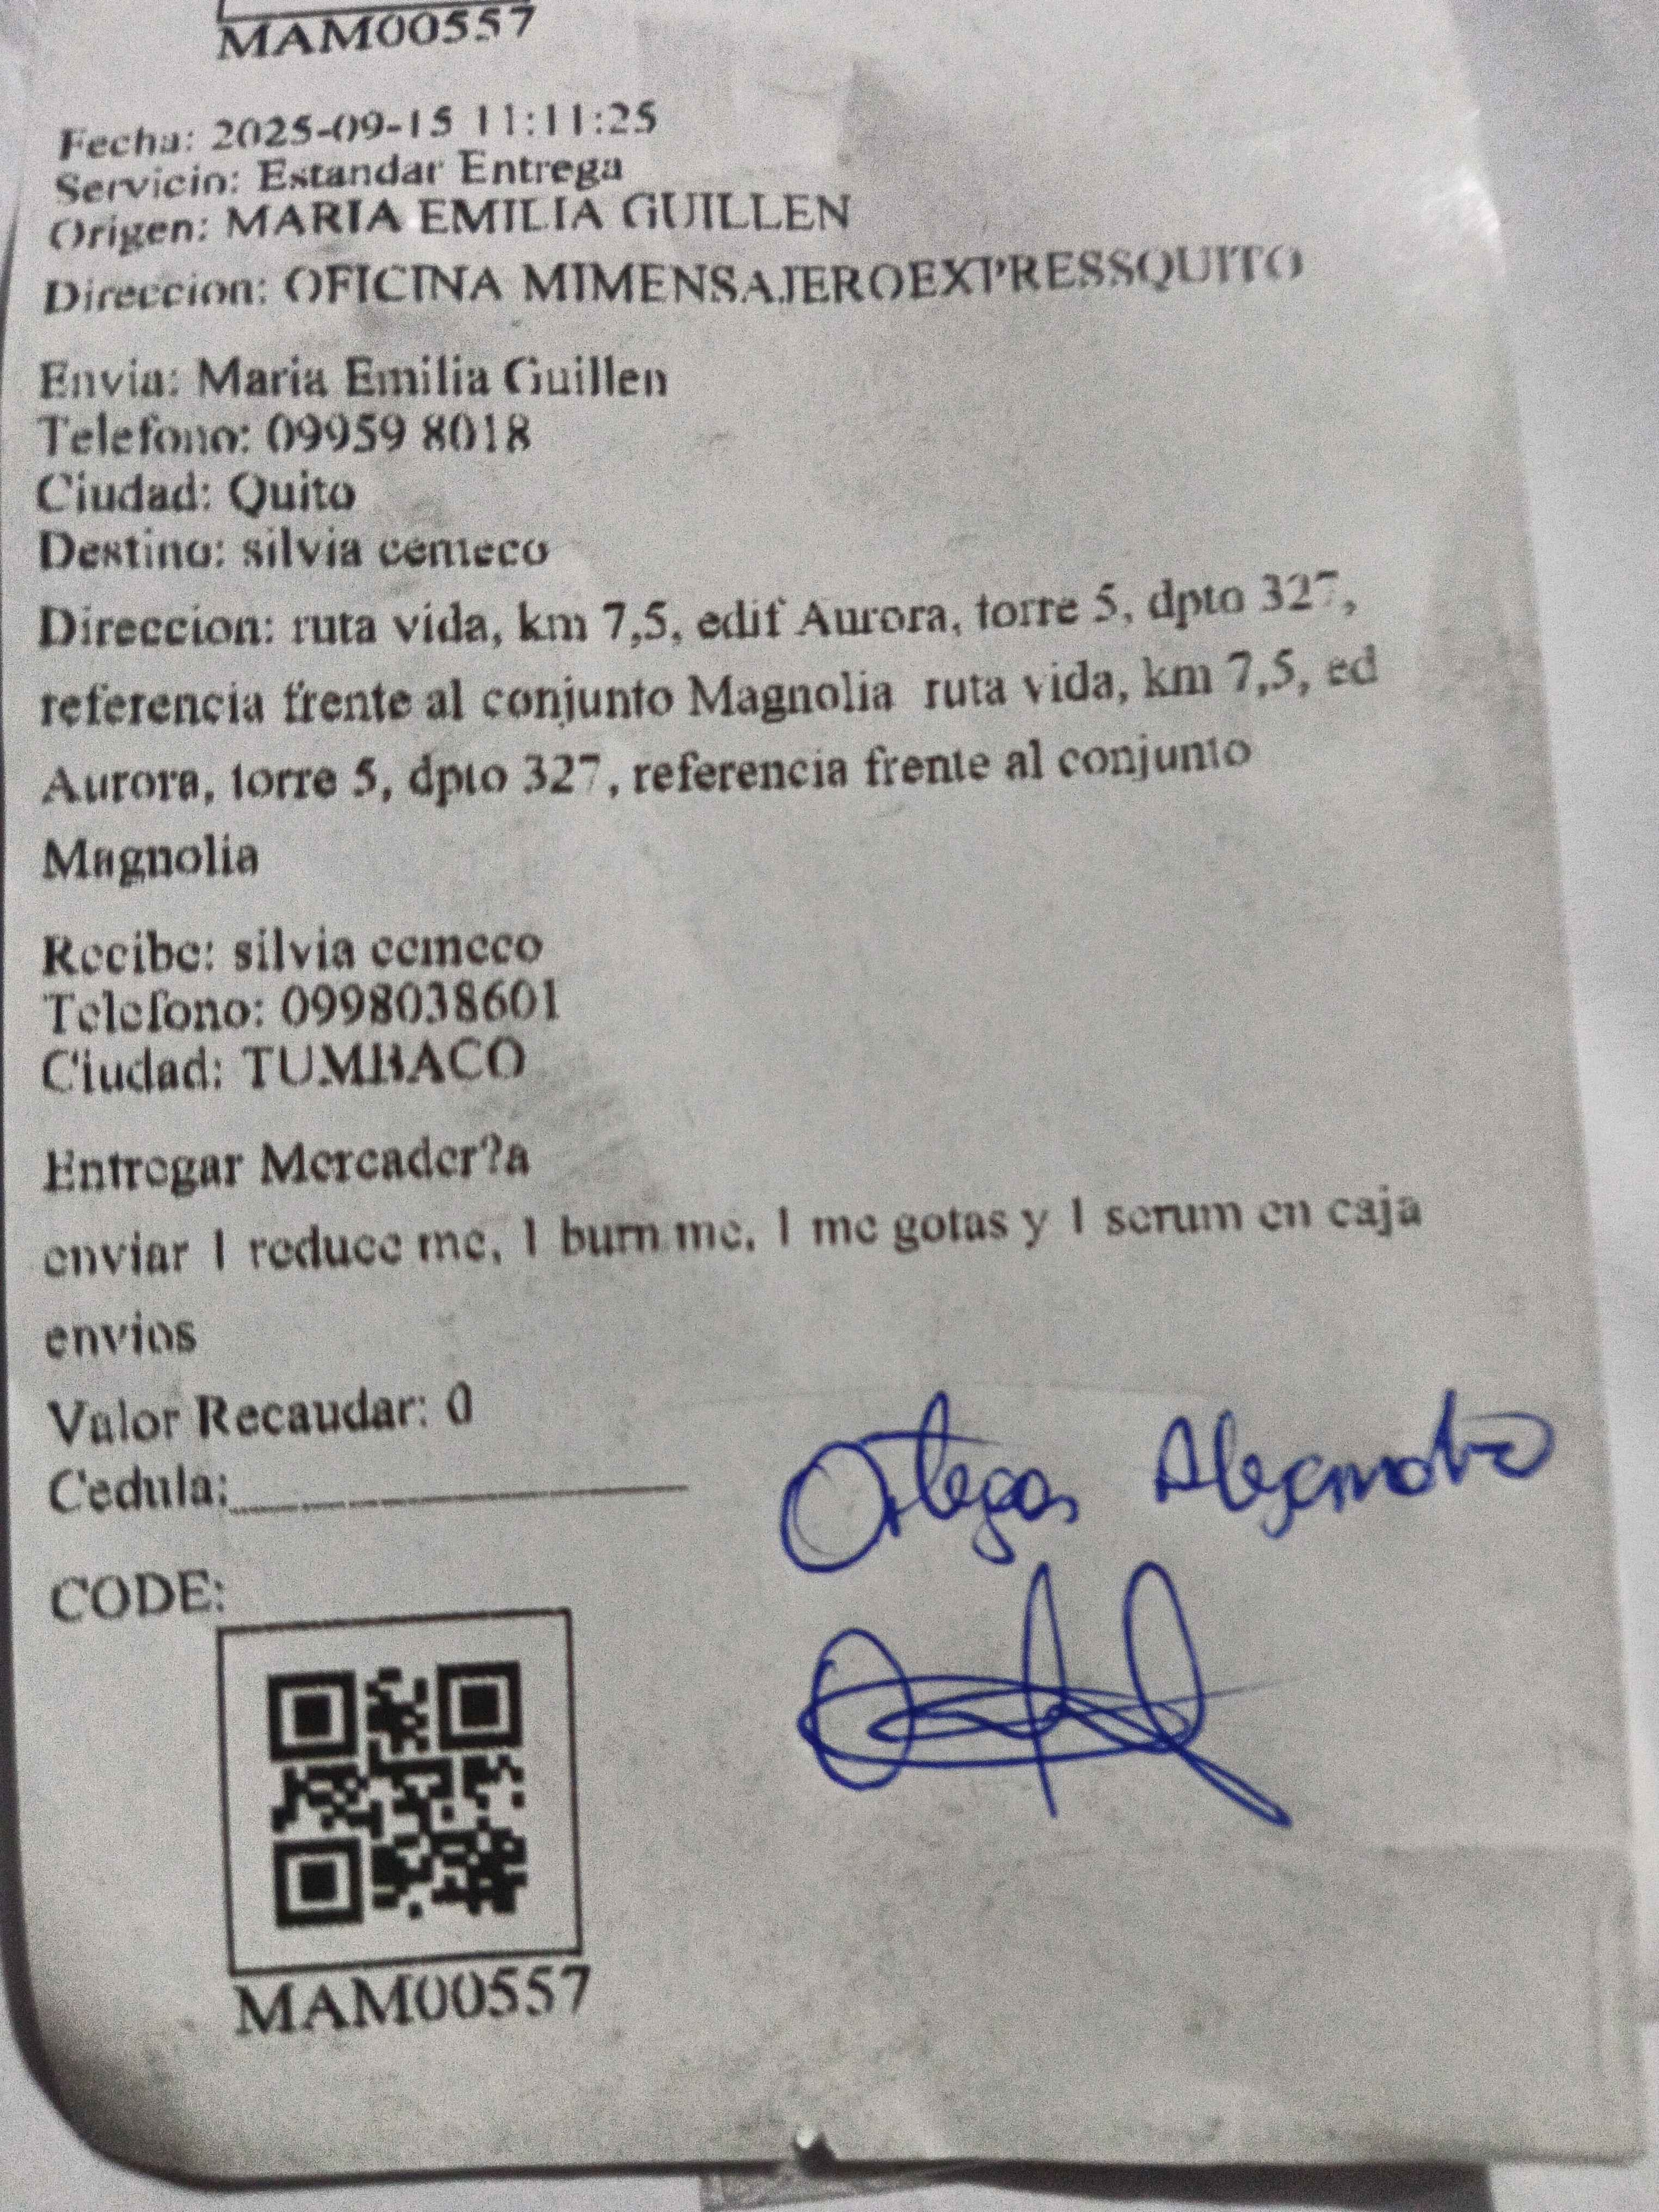 MAM00557
Fecha: 2025-09-15 11:11:25
Servicio: Estandar Entrega
Origen: MARIA EMILIA GUILLEN
Direccion: OFICINA MIMENSAJEROEXPRESSQUITO
Envia: Maria Emilia Guillen
Telefono: 09959 8018
Ciudad: Quito
Destino: silvia cemeco
Direccion: ruta vida, km 7,5, edif Aurora, torre 5, dpto 327,
referencia frente al conjunto Magnolia ruta vida, km 7,5, ed
Aurora, torre 5, dpto 327, referencia frente al conjunto
Magnolia
Recibe: silvia cemeco
Telefono: 0998038601
Ciudad: TUMBACO
Entregar Mercader?a
enviar 1 reduce me, 1 burn me, 1 me gotas y 1 serum en caja
envios
Valor Recaudar: 0
Cedula:
Ortega Alejandro
CODE:
MAM00557